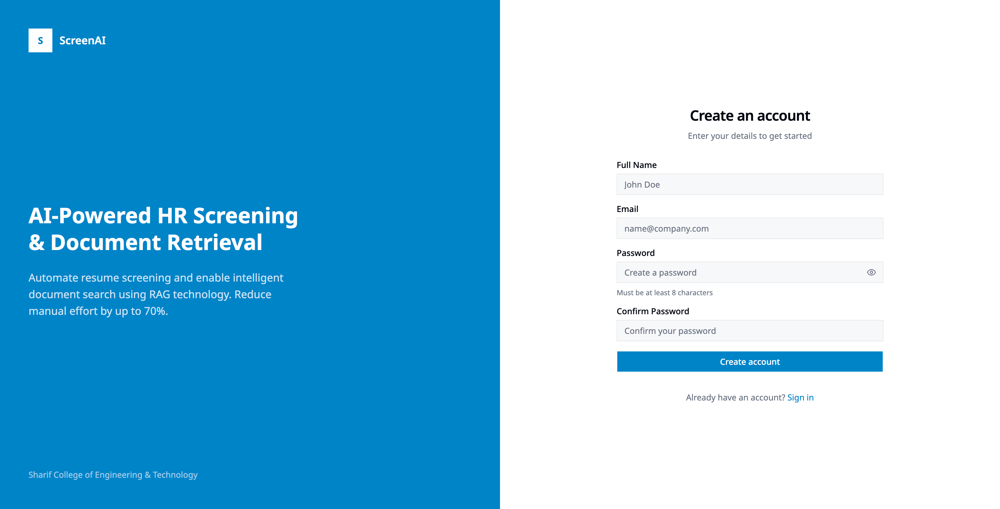 S
ScreenAI
AI-Powered HR Screening
& Document Retrieval
Automate resume screening and enable intelligent
document search using RAG technology. Reduce
manual effort by up to 70%.
Sharif College of Engineering & Technology
Create an account
Enter your details to get started
Full Name
John Doe
Email
name@company.com
Password
Create a password
Must be at least 8 characters
Confirm Password
Confirm your password
Create account
Already have an account? Sign in